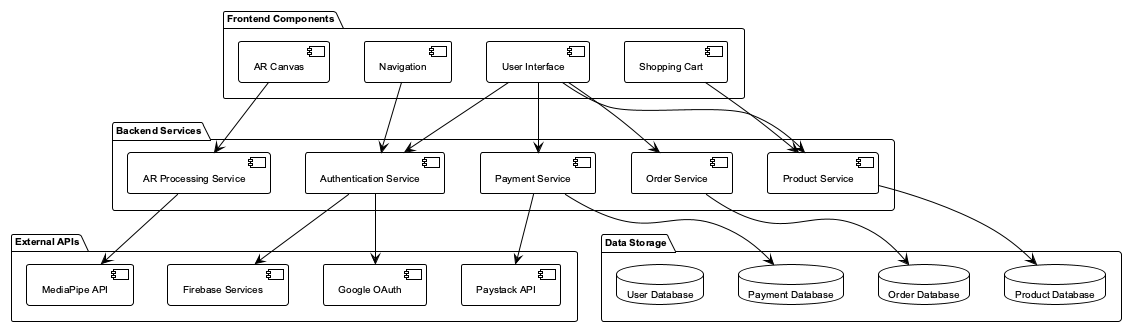 Frontend Components
AR Canvas
Navigation
User Interface
Shopping Cart
Backend Services
AR Processing Service
Authentication Service
Payment Service
Order Service
Product Service
External APIs
MediaPipe API
Firebase Services
Google OAuth
Paystack API
Data Storage
User Database
Payment Database
Order Database
Product Database